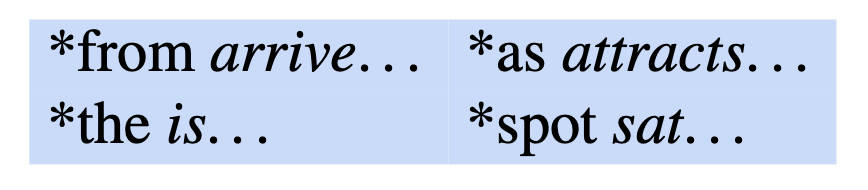 *from arrive... *as attracts...
*the is... *spot sat...